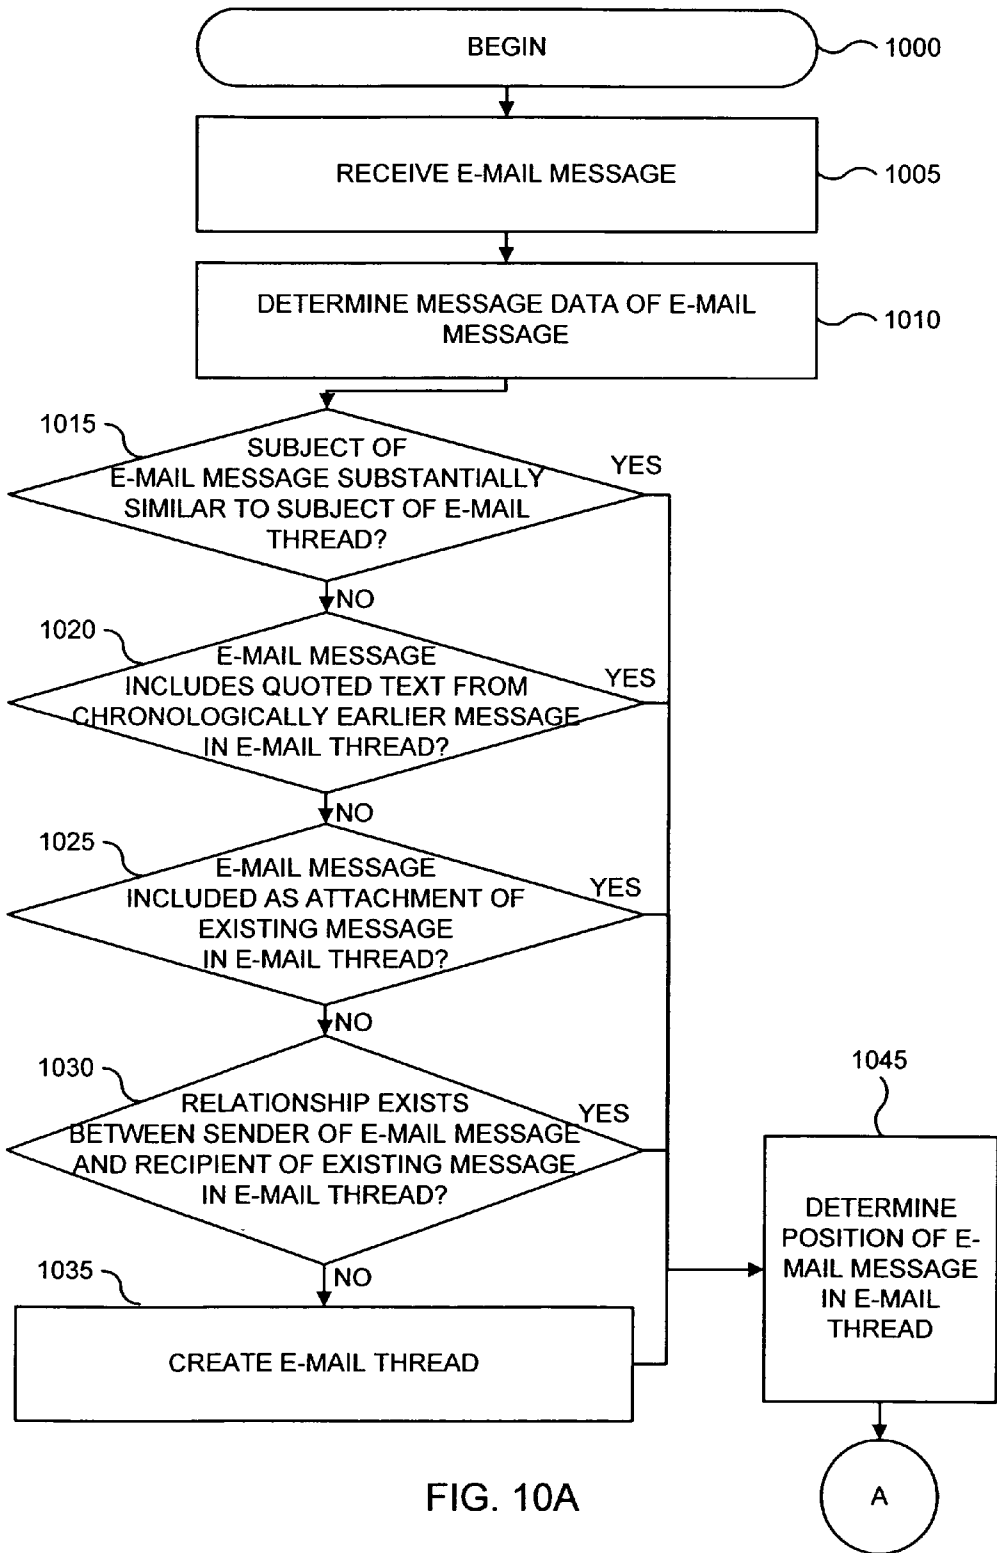 BEGIN
1000
RECEIVE E-MAIL MESSAGE
1005
DETERMINE MESSAGE DATA OF E-MAIL
MESSAGE
1010
1015
SUBJECT OF
E-MAIL MESSAGE SUBSTANTIALLY
SIMILAR TO SUBJECT OF E-MAIL
THREAD?
YES
NO
1020
E-MAIL MESSAGE
INCLUDES QUOTED TEXT FROM
CHRONOLOGICALLY EARLIER MESSAGE
IN E-MAIL THREAD?
YES
NO
1025
E-MAIL MESSAGE
INCLUDED AS ATTACHMENT OF
EXISTING MESSAGE
IN E-MAIL THREAD?
YES
NO
1030
RELATIONSHIP EXISTS
BETWEEN SENDER OF E-MAIL MESSAGE
AND RECIPIENT OF EXISTING MESSAGE
IN E-MAIL THREAD?
YES
NO
1035
CREATE E-MAIL THREAD
1045
DETERMINE
POSITION OF E-
MAIL MESSAGE
IN E-MAIL
THREAD
A
FIG. 10A